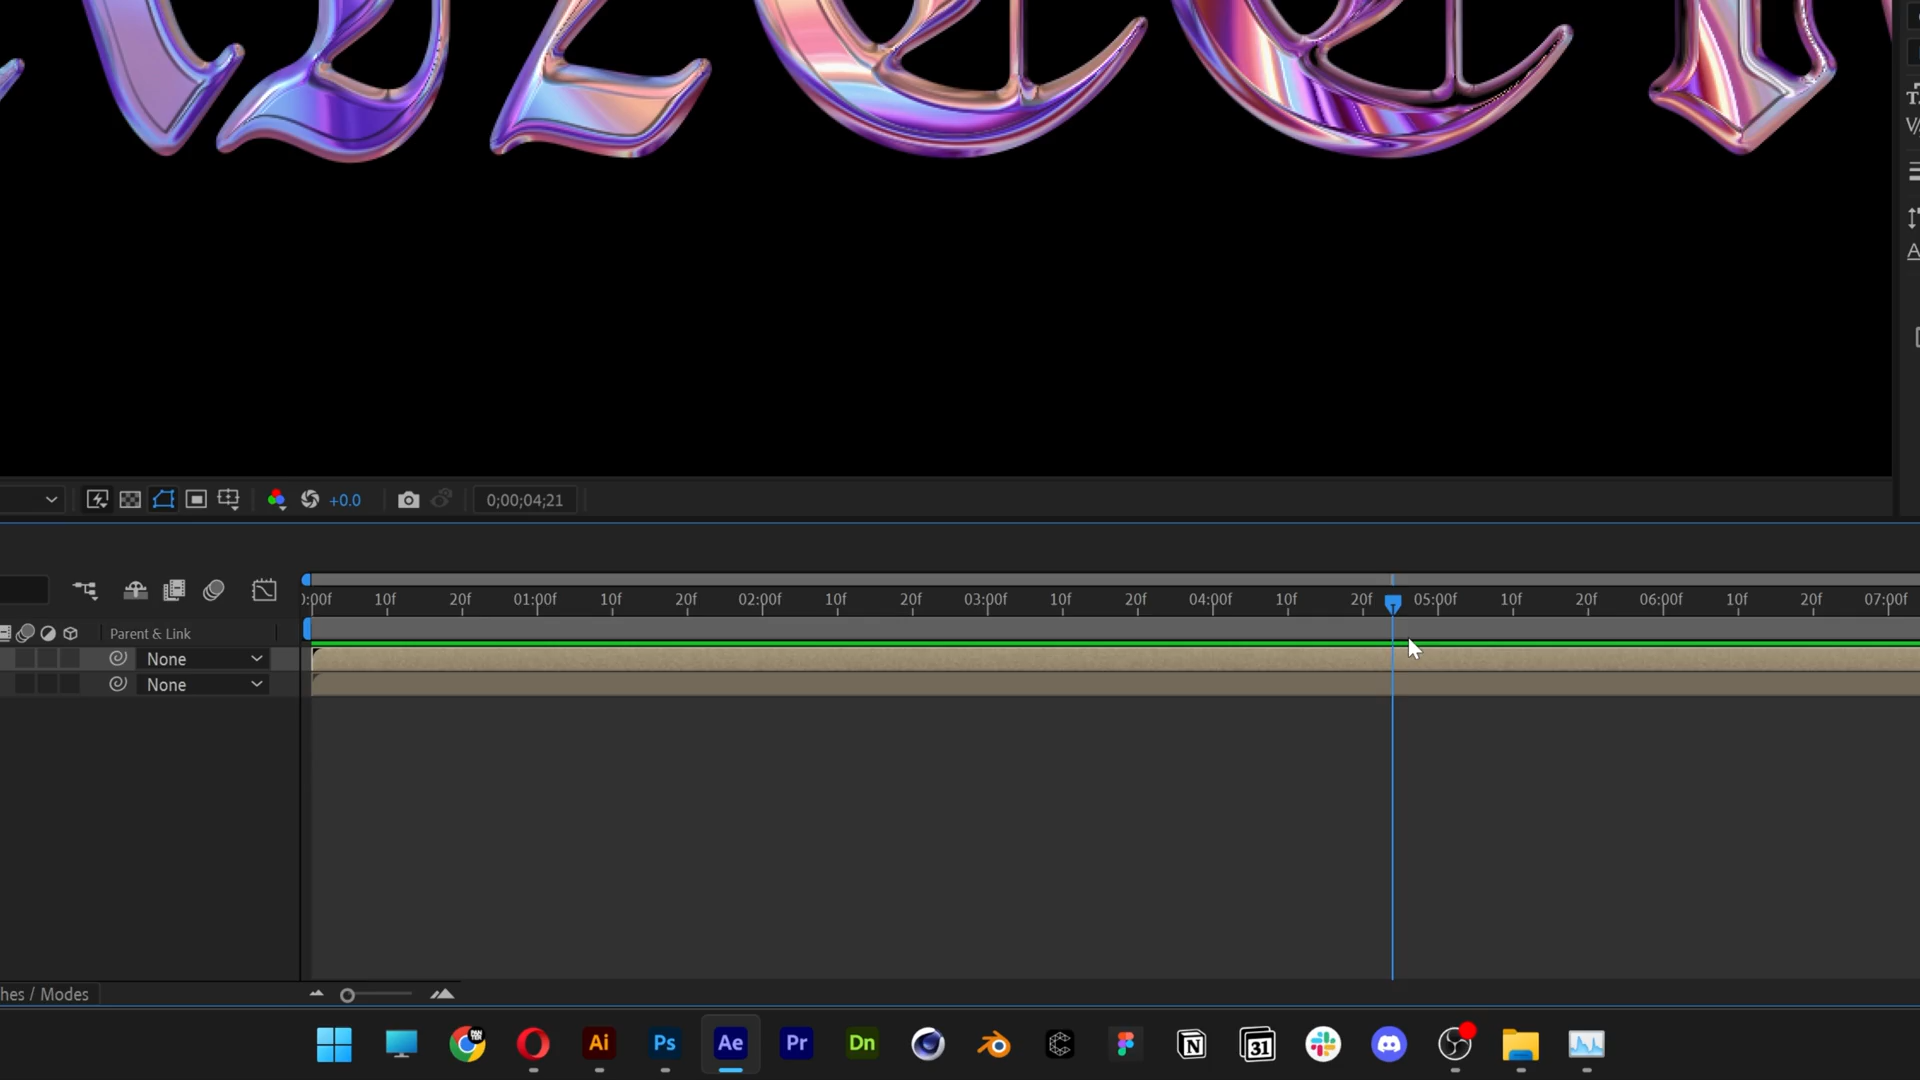 +0.0
0;00;04;21
):00f 10f 20f 01:00f 10f 20f 02:00f 10f 20f 03:00f 10f 20f 04:00f 10f 20f 05:00f 10f 20f 06:00f 10f 20f 07:00f
Parent & Link
None
None
hes / Modes
Ai Ps Ae Pr Dn N 31